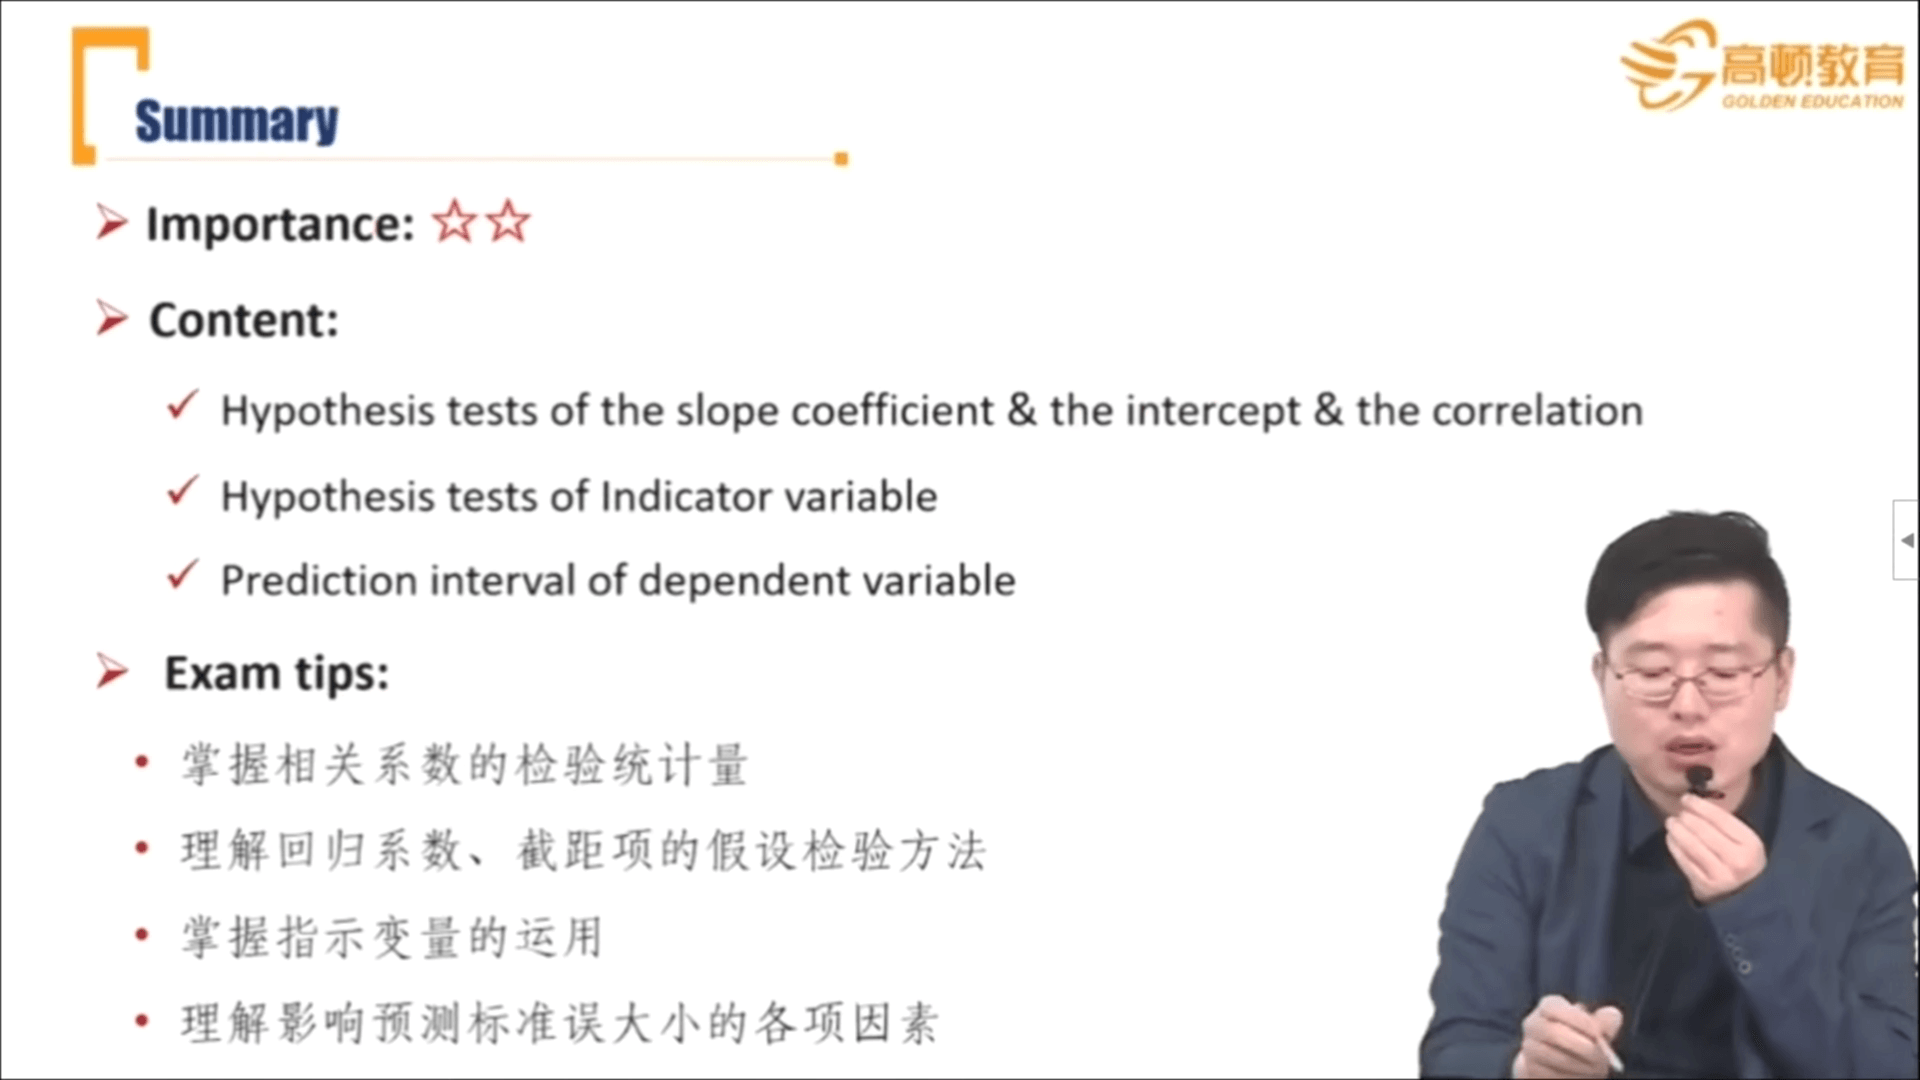 高顿教育
GOLDEN EDUCATION
Summary
Importance: ☆☆
Content:
Hypothesis tests of the slope coefficient & the intercept & the correlation
Hypothesis tests of Indicator variable
Prediction interval of dependent variable
Exam tips:
掌握相关系数的检验统计量
理解回归系数、截距项的假设检验方法
掌握指示变量的运用
理解影响预测标准误大小的各项因素